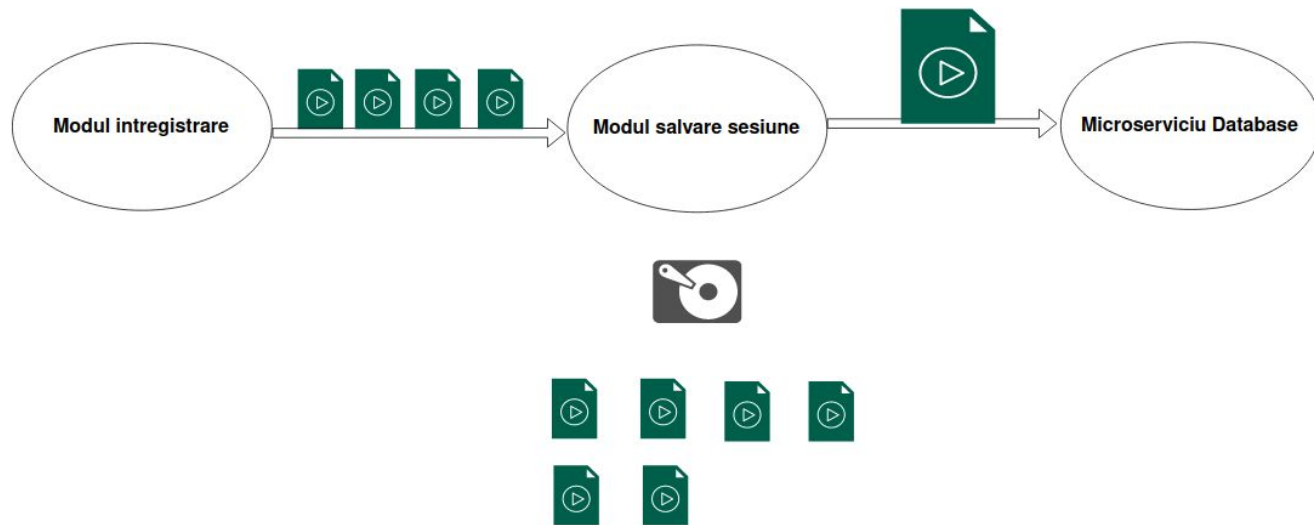 Modul intregistrare
Modul salvare sesiune
Microserviciu Database